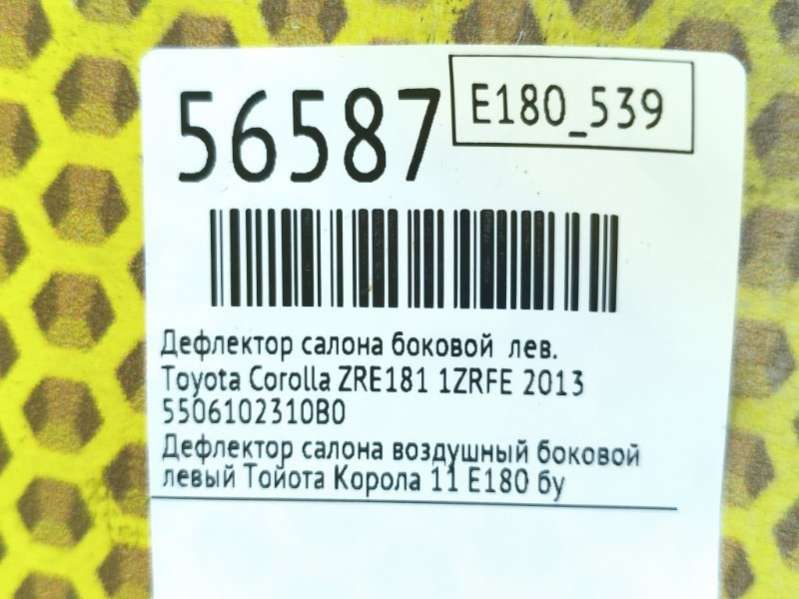 56587
E180_539
Дефлектор салона боковой лев.
Toyota Corolla ZRE181 1ZRFE 2013
5506102310B0
Дефлектор салона воздушный боковой
левый Тойота Корола 11 E180 бу